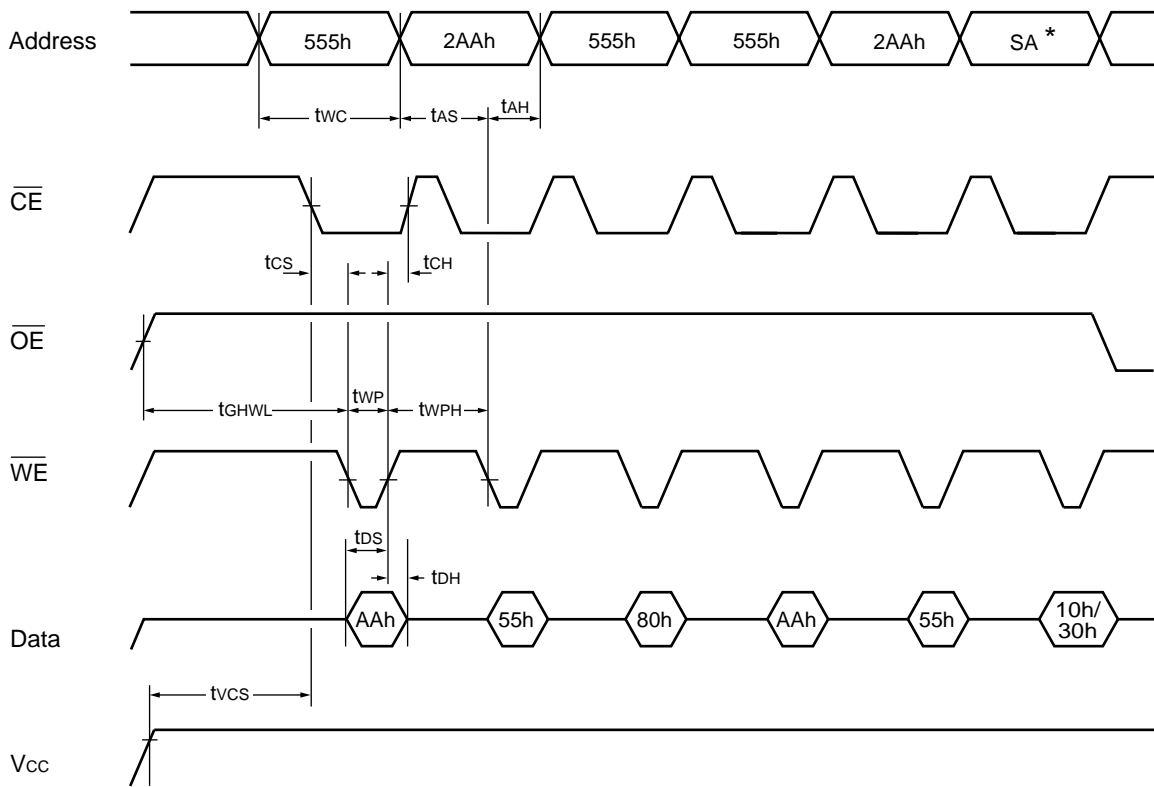 Address
555h 2AAh 555h 555h 2AAh SA *
tWC tAS tAH
CE
tCS tCH
OE
tGHWL tWP tWPH
WE
tDS
tDH
Data
AAh 55h 80h AAh 55h 10h/
30h
tVCS
VCC